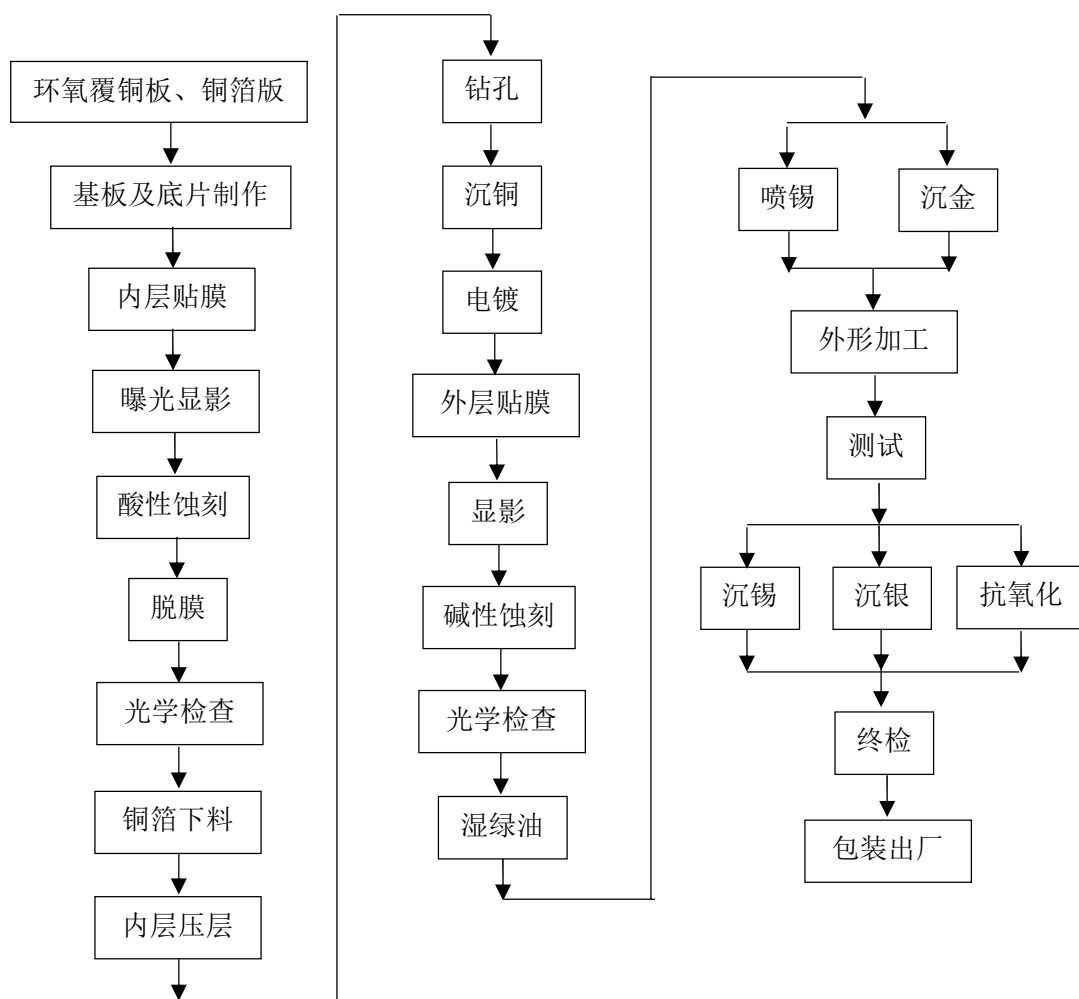 环氧覆铜板、铜箔版
基板及底片制作
内层贴膜
曝光显影
酸性蚀刻
脱膜
光学检查
铜箔下料
内层压层
钻孔
沉铜
电镀
外层贴膜
显影
碱性蚀刻
光学检查
湿绿油
喷锡
沉金
外形加工
测试
沉锡
沉银
抗氧化
终检
包装出厂